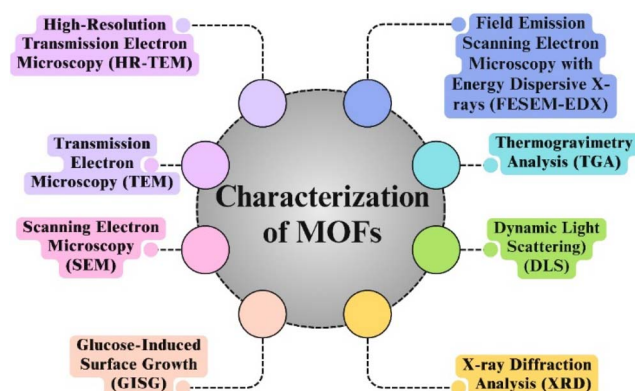 High-Resolution
Transmission Electron
Microscopy (HR-TEM)
Field Emission
Scanning Electron
Microscopy with
Energy Dispersive X-
rays (FESEM-EDX)
Transmission
Electron
Microscopy (TEM)
Thermogravimetry
Analysis (TGA)
Characterization
of MOFs
Scanning Electron
Microscopy
(SEM)
Dynamic Light
Scattering)
(DLS)
Glucose-Induced
Surface Growth
(GISG)
X-ray Diffraction
Analysis (XRD)